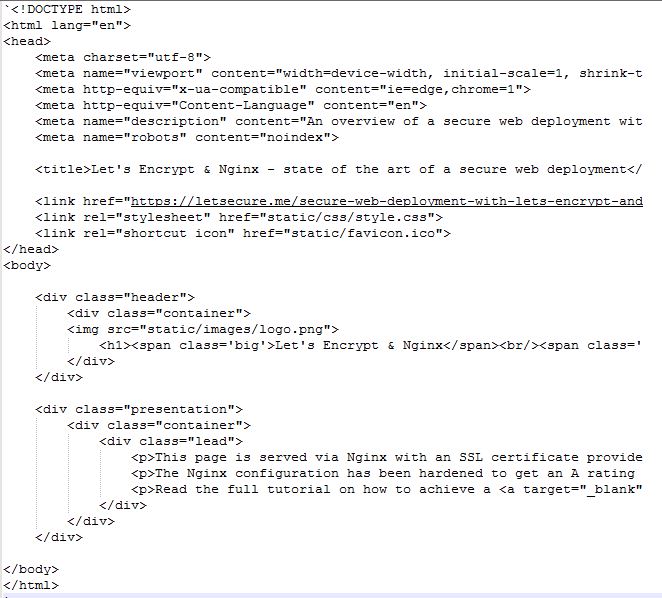 `<!DOCTYPE html>
<html lang="en">
<head>
<meta charset="utf-8">
<meta name="viewport" content="width=device-width, initial-scale=1, shrink-t
<meta http-equiv="x-ua-compatible" content="ie=edge,chrome=1">
<meta http-equiv="Content-Language" content="en">
<meta name="description" content="An overview of a secure web deployment wit
<meta name="robots" content="noindex">
<title>Let's Encrypt & Nginx - state of the art of a secure web deployment</
<link href="https://letsecure.me/secure-web-deployment-with-lets-encrypt-and
<link rel="stylesheet" href="static/css/style.css">
<link rel="shortcut icon" href="static/favicon.ico">
</head>
<body>
<div class="header">
<div class="container">
<img src="static/images/logo.png">
<h1><span class='big'>Let's Encrypt & Nginx</span><br/><span class='
</div>
</div>
<div class="presentation">
<div class="container">
<div class="lead">
<p>This page is served via Nginx with an SSL certificate provide
<p>The Nginx configuration has been hardened to get an A rating
<p>Read the full tutorial on how to achieve a <a target="_blank"
</div>
</div>
</div>
</body>
</html>